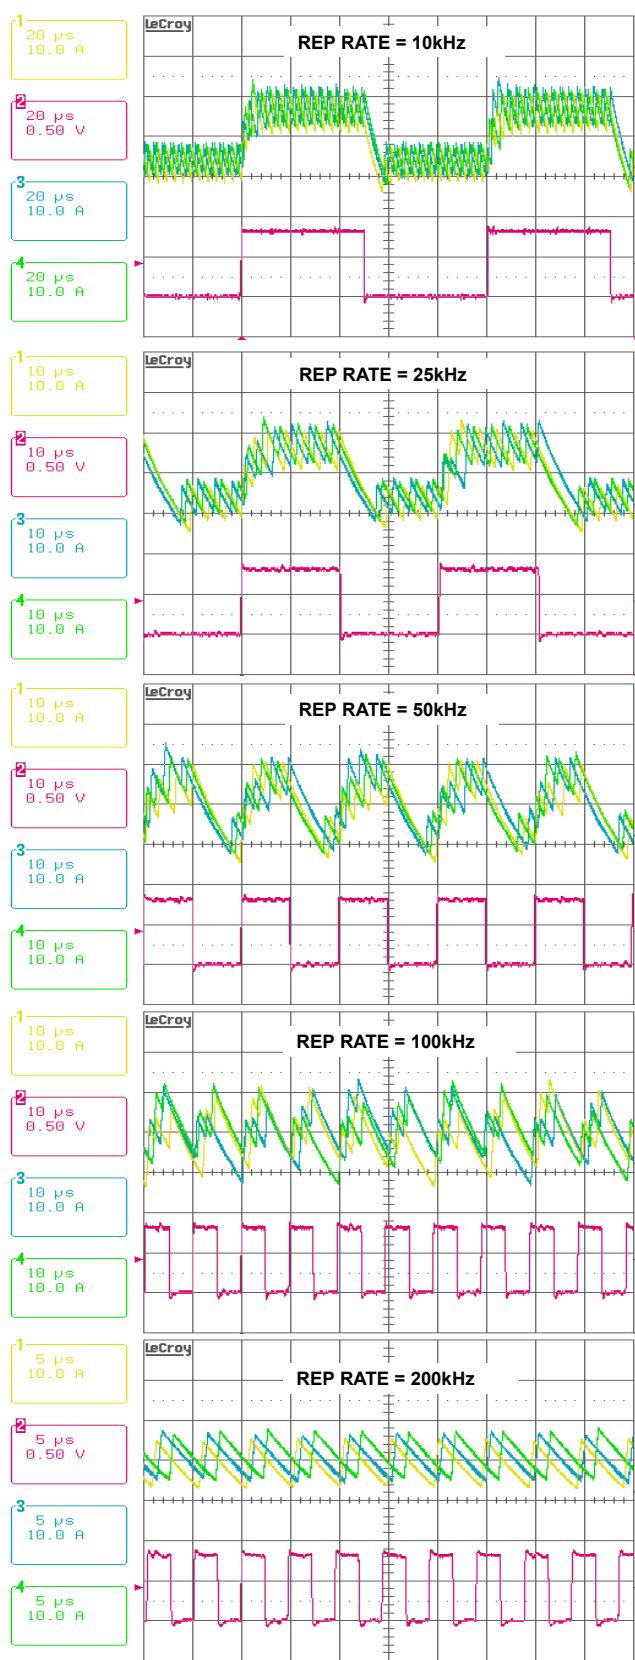 LeCroy
REP RATE = 10kHz
1
20 µs
10.0 A
2
20 µs
0.50 V
3
20 µs
10.0 A
4
20 µs
10.0 A
LeCroy
REP RATE = 25kHz
1
10 µs
10.0 A
2
10 µs
0.50 V
3
10 µs
10.0 A
4
10 µs
10.0 A
LeCroy
REP RATE = 50kHz
1
10 µs
10.0 A
2
10 µs
0.50 V
3
10 µs
10.0 A
4
10 µs
10.0 A
LeCroy
REP RATE = 100kHz
1
10 µs
10.0 A
2
10 µs
0.50 V
3
10 µs
10.0 A
4
10 µs
10.0 A
LeCroy
REP RATE = 200kHz
1
5 µs
10.0 A
2
5 µs
0.50 V
3
5 µs
10.0 A
4
5 µs
10.0 A